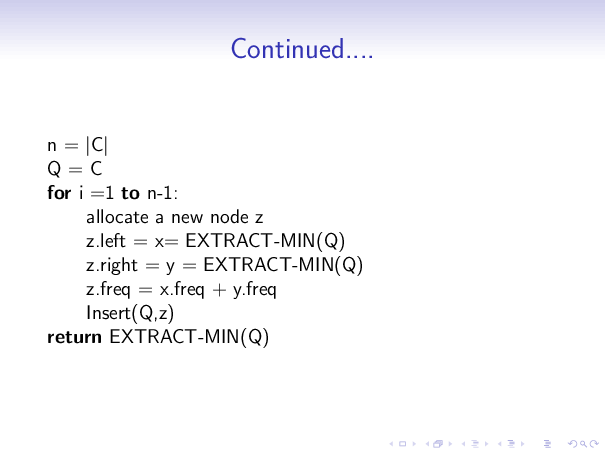 Continued....
n = |C|
Q = C
for i =1 to n-1:
allocate a new node z
z.left = x= EXTRACT-MIN(Q)
z.right = y = EXTRACT-MIN(Q)
z.freq = x.freq + y.freq
Insert(Q,z)
return EXTRACT-MIN(Q)